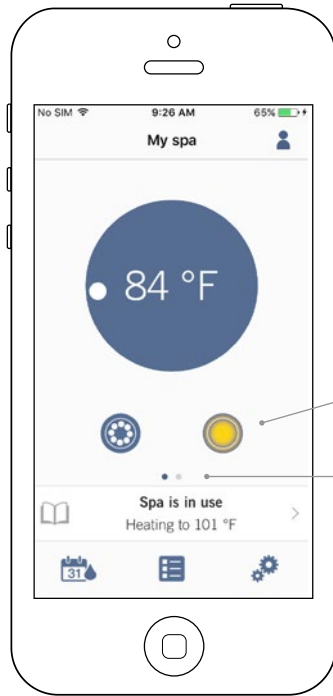 No SIM 9:26 AM 65%
My spa
84 °F
Spa is in use
Heating to 101 °F
31